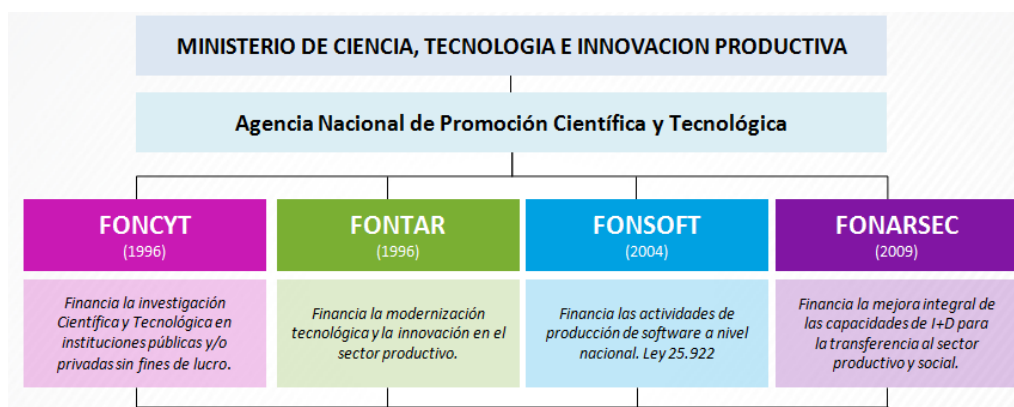 MINISTERIO DE CIENCIA, TECNOLOGIA E INNOVACION PRODUCTIVA
Agencia Nacional de Promoción Científica y Tecnológica
FONCYT
(1996)
Financia la investigación
Científica y Tecnológica en
instituciones públicas y/o
privadas sin fines de lucro.
FONTAR
(1996)
Financia la modernización
tecnológica y la innovación en el
sector productivo.
FONSOFT
(2004)
Financia las actividades de
producción de software a nivel
nacional. Ley 25.922
FONARSEC
(2009)
Financia la mejora integral de
las capacidades de I+D para
la transferencia al sector
productivo y social.